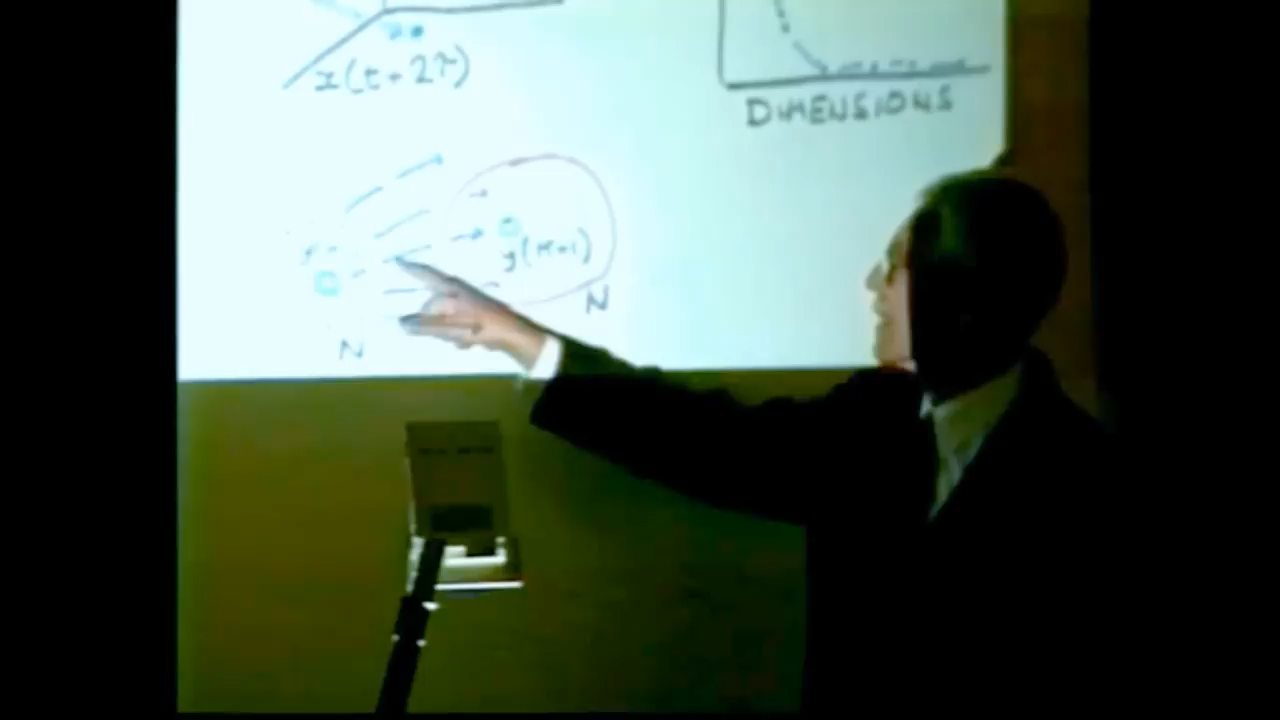 x(t+2τ)
DIMENSIONS
y(n+1)
N
N